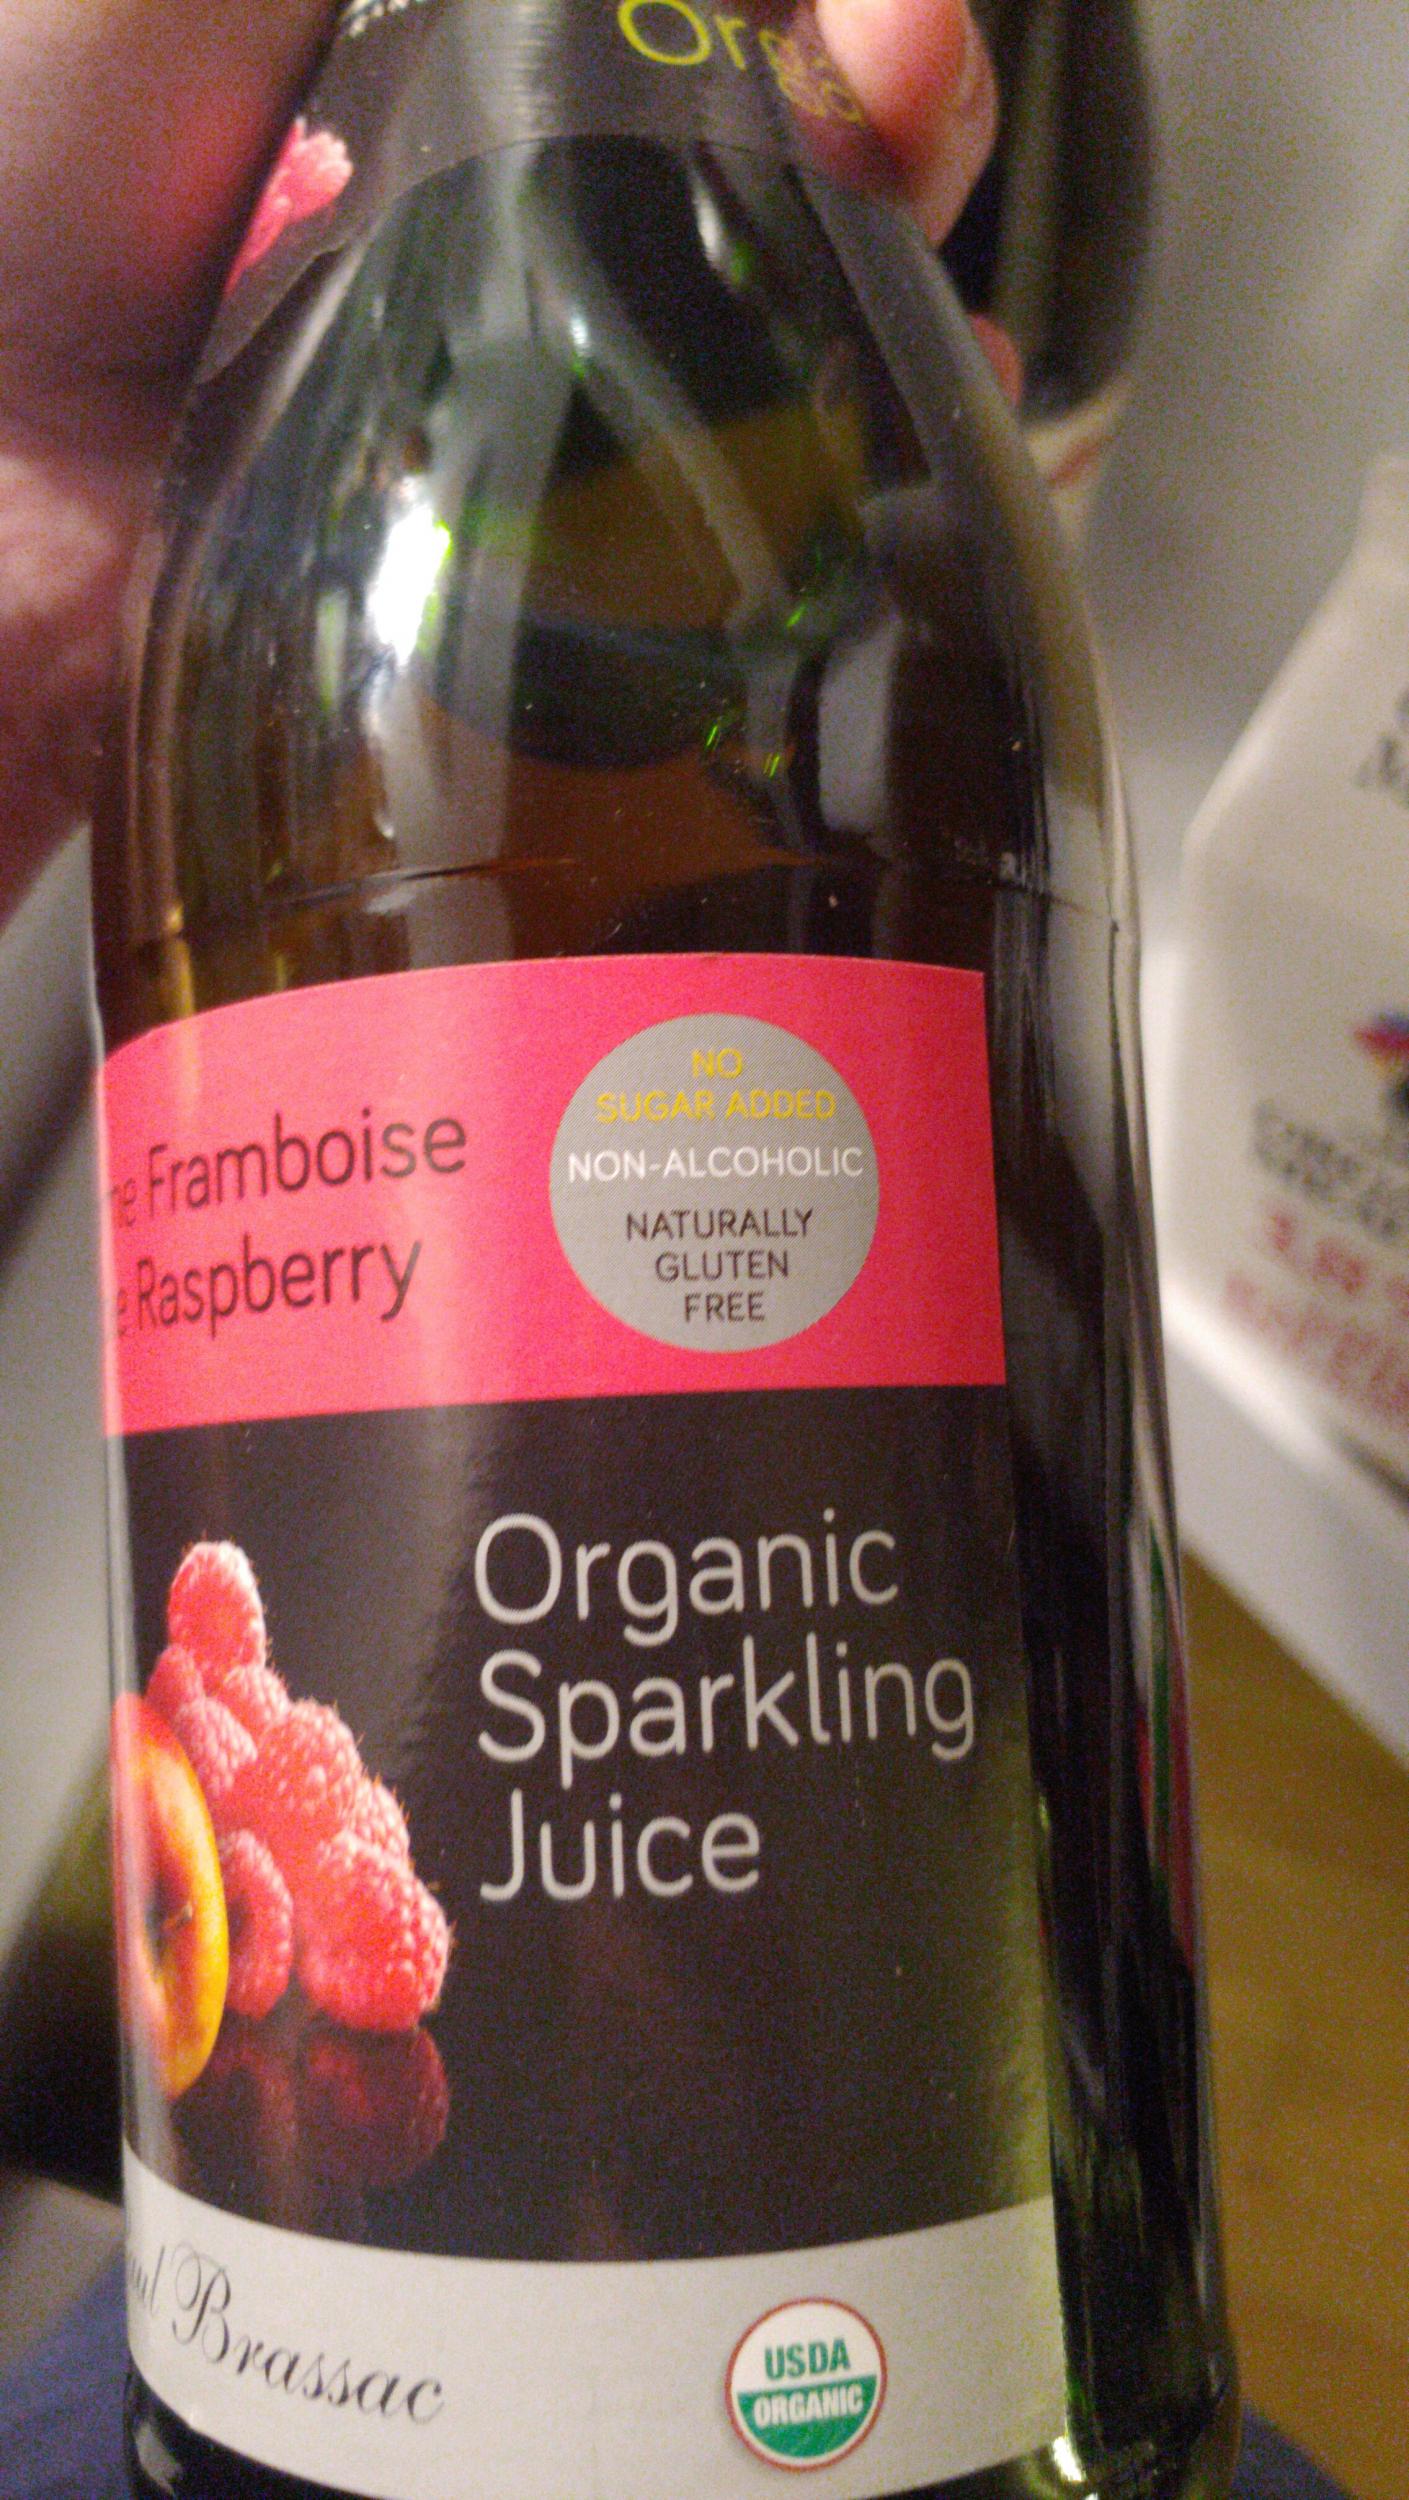 Framboise
Raspberry
NO
SUGAR ADDED
NON-ALCOHOLIC
NATURALLY
GLUTEN
FREE
Organic
Sparkling
Juice
Brassac
USDA
ORGANIC